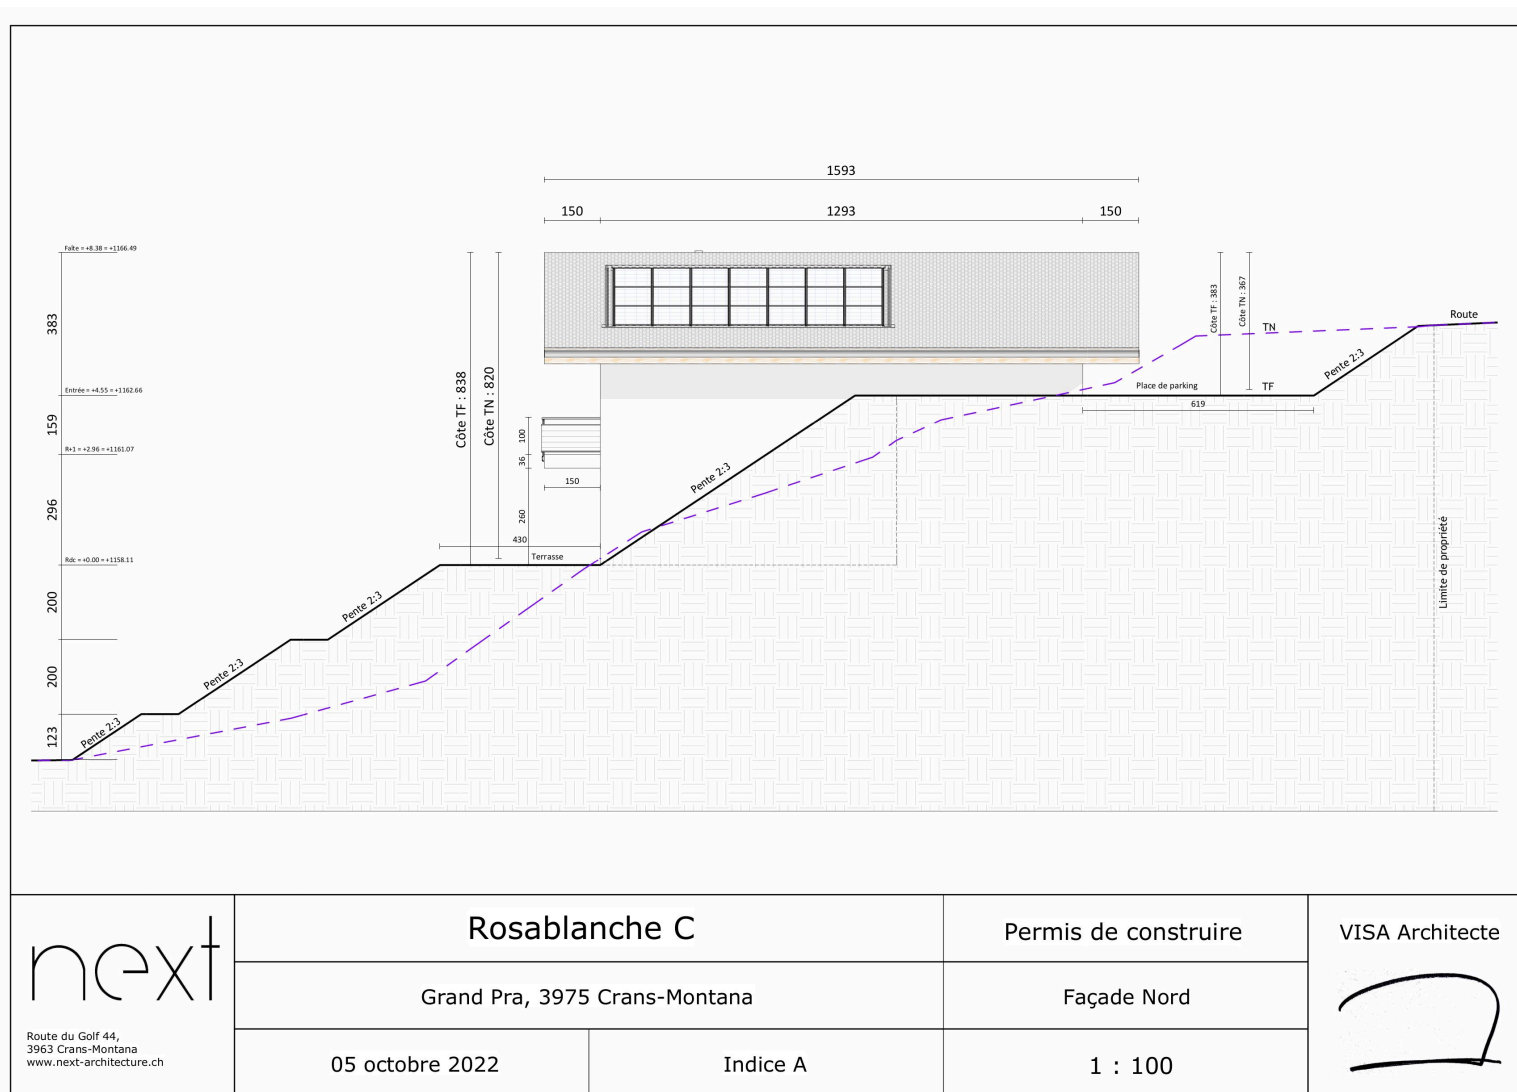 1593
150
1293
150
Faîte = +8.38 = +1166.49
383
Entrée = +4.55 = +1162.66
159
R+1 = +2.96 = +1161.07
296
Rdc = +0.00 = +1158.11
200
200
123
Côte TF : 838
Côte TN : 820
100
36
150
260
430
Terrasse
Côte TF : 383
Côte TN : 367
TN
Route
Place de parking
TF
619
Pente 2:3
Pente 2:3
Pente 2:3
Pente 2:3
Pente 2:3
Limite de propriété
next
Route du Golf 44,
3963 Crans-Montana
www.next-architecture.ch
Rosablanche C
Permis de construire
VISA Architecte
Grand Pra, 3975 Crans-Montana
Façade Nord
05 octobre 2022
Indice A
1 : 100